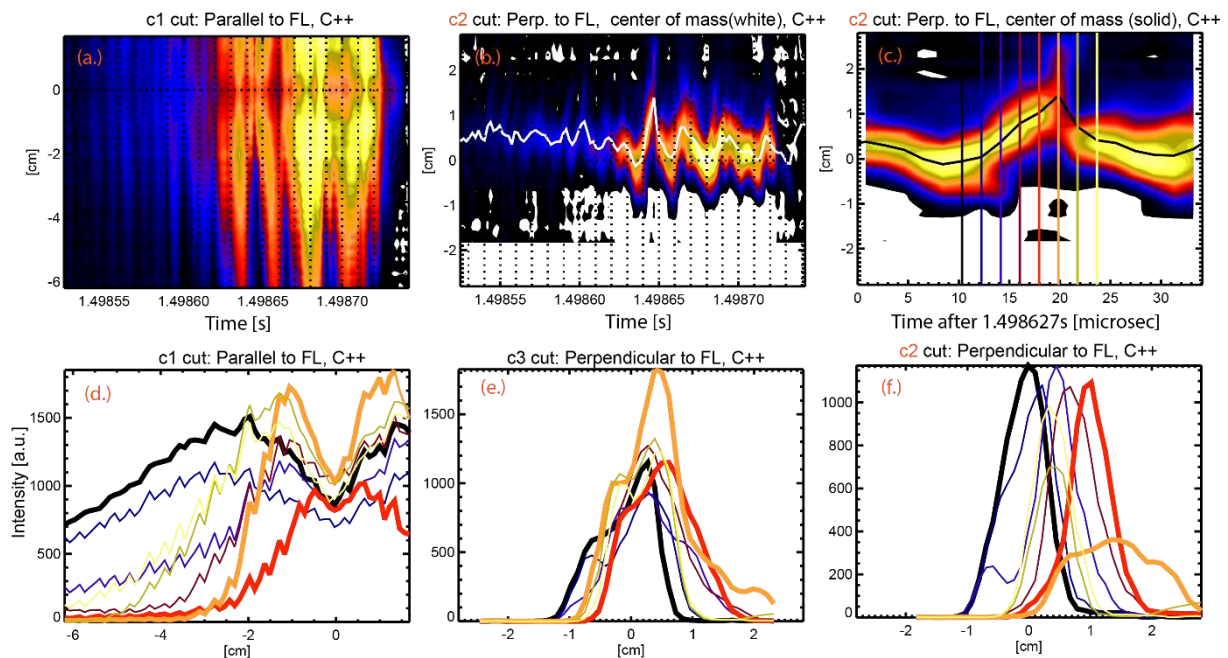 c1 cut: Parallel to FL, C++
c2 cut: Perp. to FL, center of mass(white), C++
c2 cut: Perp. to FL, center of mass (solid), C++
(a.)
(b.)
(c.)
0
-2
-4
-6
[cm]
1.49855
1.49860
1.49865
1.49870
Time [s]
2
1
0
-1
-2
[cm]
1.49855
1.49860
1.49865
1.49870
Time [s]
2
1
0
-1
-2
[cm]
0
5
10
15
20
25
30
Time after 1.498627s [microsec]
c1 cut: Parallel to FL, C++
c3 cut: Perpendicular to FL, C++
c2 cut: Perpendicular to FL, C++
(d.)
(e.)
(f.)
Intensity [a.u.]
1500
1000
500
0
-6
-4
-2
0
[cm]
1500
1000
500
0
-2
-1
0
1
2
[cm]
1000
800
600
400
200
0
-2
-1
0
1
2
[cm]